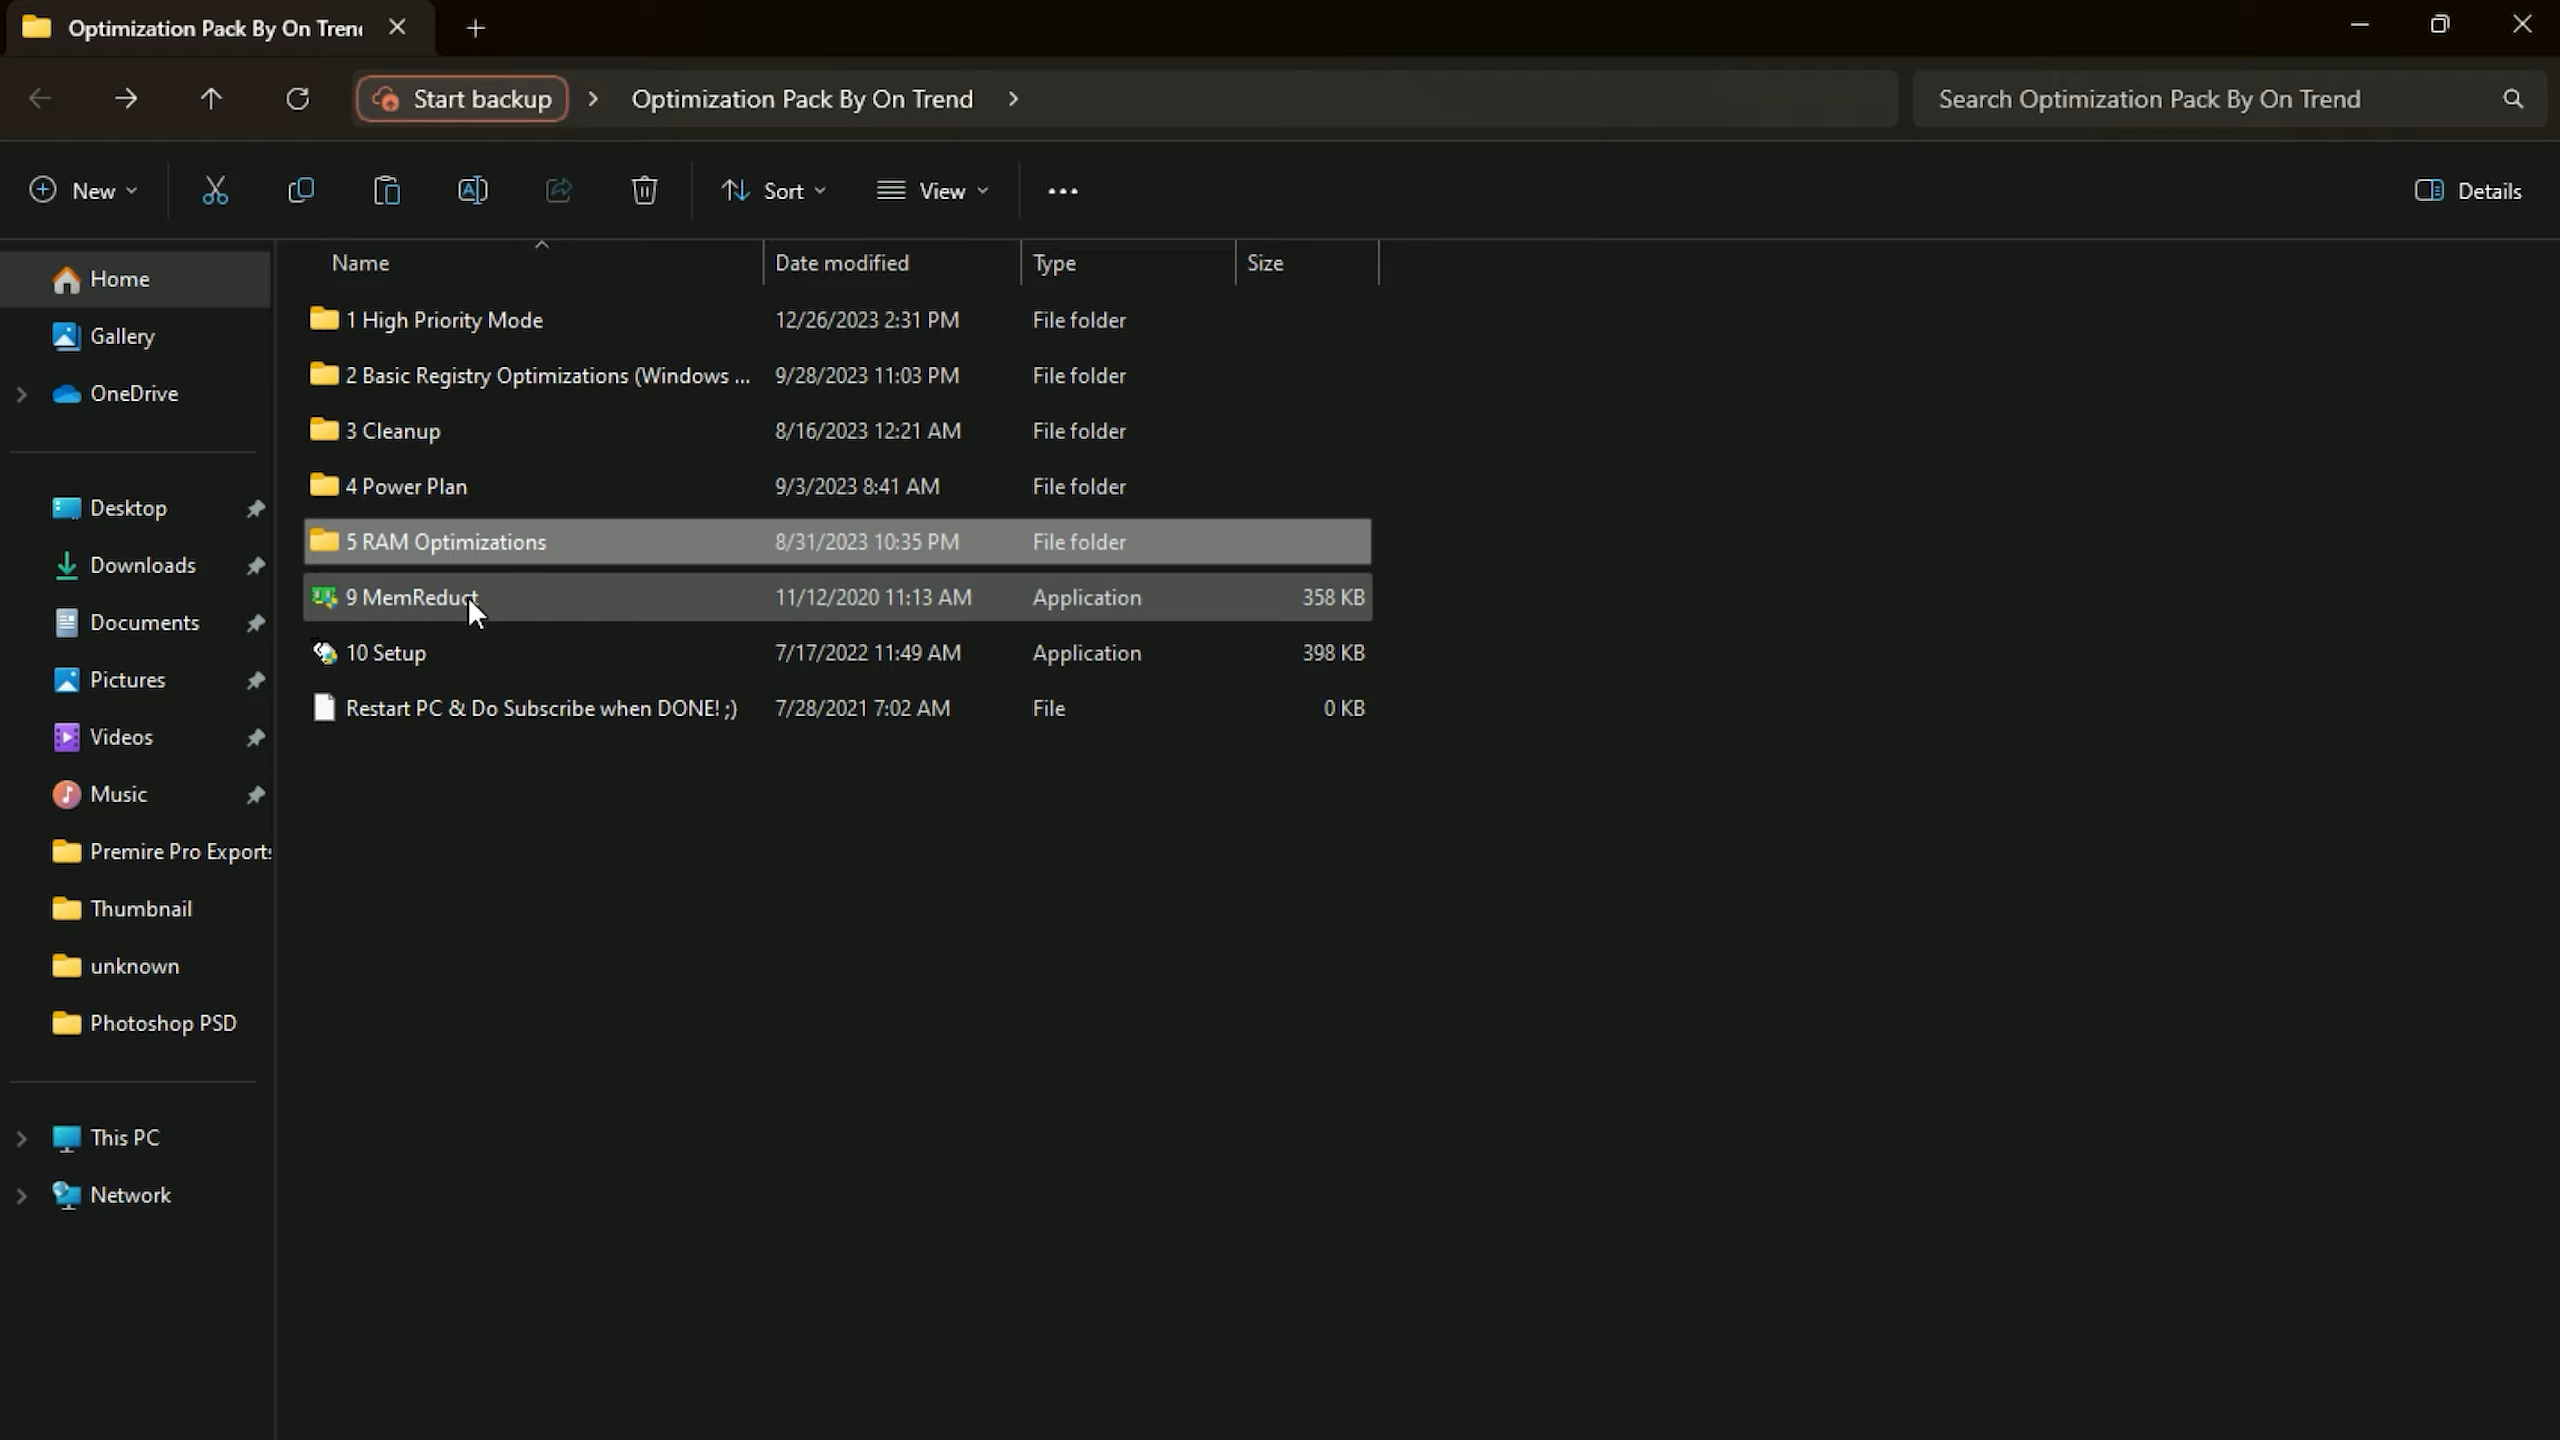 Optimization Pack By On Tren
Start backup > Optimization Pack By On Trend >
Search Optimization Pack By On Trend
New
Sort
View
Details
Name Date modified Type Size
Home
Gallery
OneDrive
Desktop
Downloads
Documents
Pictures
Videos
Music
Premire Pro Exports
Thumbnail
unknown
Photoshop PSD
This PC
Network
1 High Priority Mode 12/26/2023 2:31 PM File folder
2 Basic Registry Optimizations (Windows ... 9/28/2023 11:03 PM File folder
3 Cleanup 8/16/2023 12:21 AM File folder
4 Power Plan 9/3/2023 8:41 AM File folder
5 RAM Optimizations 8/31/2023 10:35 PM File folder
9 MemReduct 11/12/2020 11:13 AM Application 358 KB
10 Setup 7/17/2022 11:49 AM Application 398 KB
Restart PC & Do Subscribe when DONE! ;) 7/28/2021 7:02 AM File 0 KB